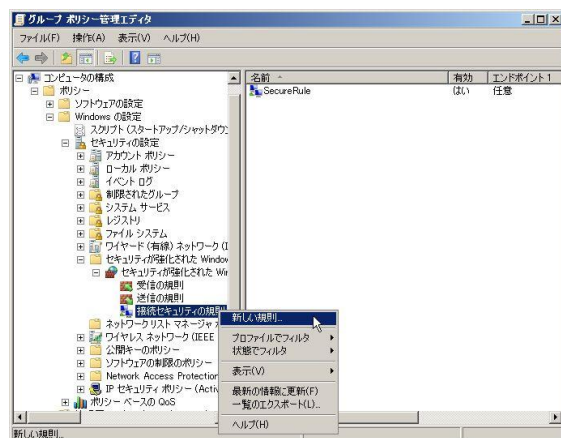 グループ ポリシー管理エディタ
ファイル(F) 操作(A) 表示(V) ヘルプ(H)
コンピュータの構成
ポリシー
ソフトウェアの設定
Windows の設定
スクリプト (スタートアップ/シャットダウ
セキュリティの設定
アカウント ポリシー
ローカル ポリシー
イベント ログ
制限されたグループ
システム サービス
レジストリ
ファイル システム
ワイヤード (有線) ネットワーク (I
セキュリティが強化された Window
セキュリティが強化された Wir
受信の規則
送信の規則
接続セキュリティの規則
ネットワーク リスト マネージャ
ワイヤレス ネットワーク (IEEE
公開キーのポリシー
ソフトウェアの制限のポリシー
Network Access Protection
IP セキュリティ ポリシー (Activ
ポリシー ベースの QoS
名前 有効 エンドポイント 1
SecureRule はい 任意
新しい規則...
プロファイルでフィルタ
状態でフィルタ
表示(V)
最新の情報に更新(F)
一覧のエクスポート(L)...
ヘルプ(H)
新しい規則...